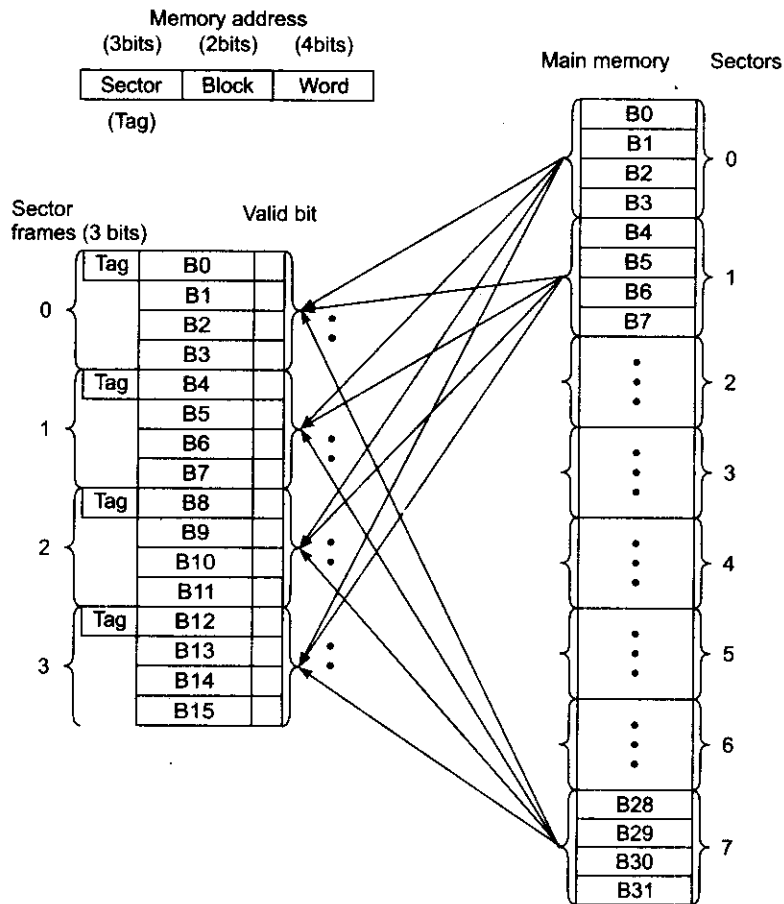 Memory address
(3bits) (2bits) (4bits)
Sector Block Word
(Tag)
Main memory Sectors
B0
B1
B2
B3
0
B4
B5
B6
B7
1
2
3
4
5
6
B28
B29
B30
B31
7
Sector
frames (3 bits)
Valid bit
Tag B0
B1
B2
B3
0
Tag B4
B5
B6
B7
1
Tag B8
B9
B10
B11
2
Tag B12
B13
B14
B15
3